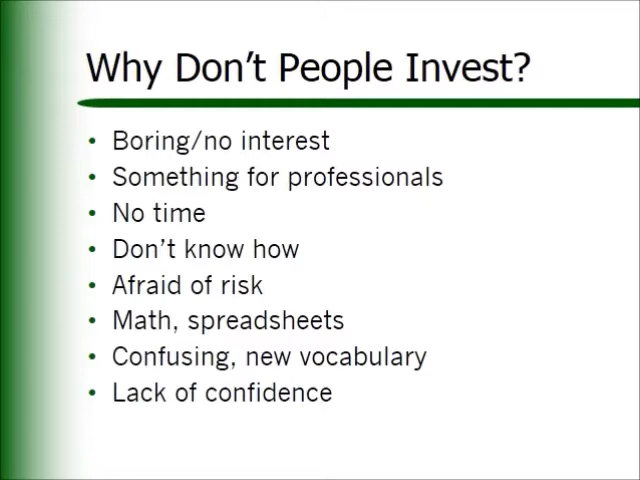 Why Don't People Invest?
• Boring/no interest
• Something for professionals
• No time
• Don't know how
• Afraid of risk
• Math, spreadsheets
• Confusing, new vocabulary
• Lack of confidence